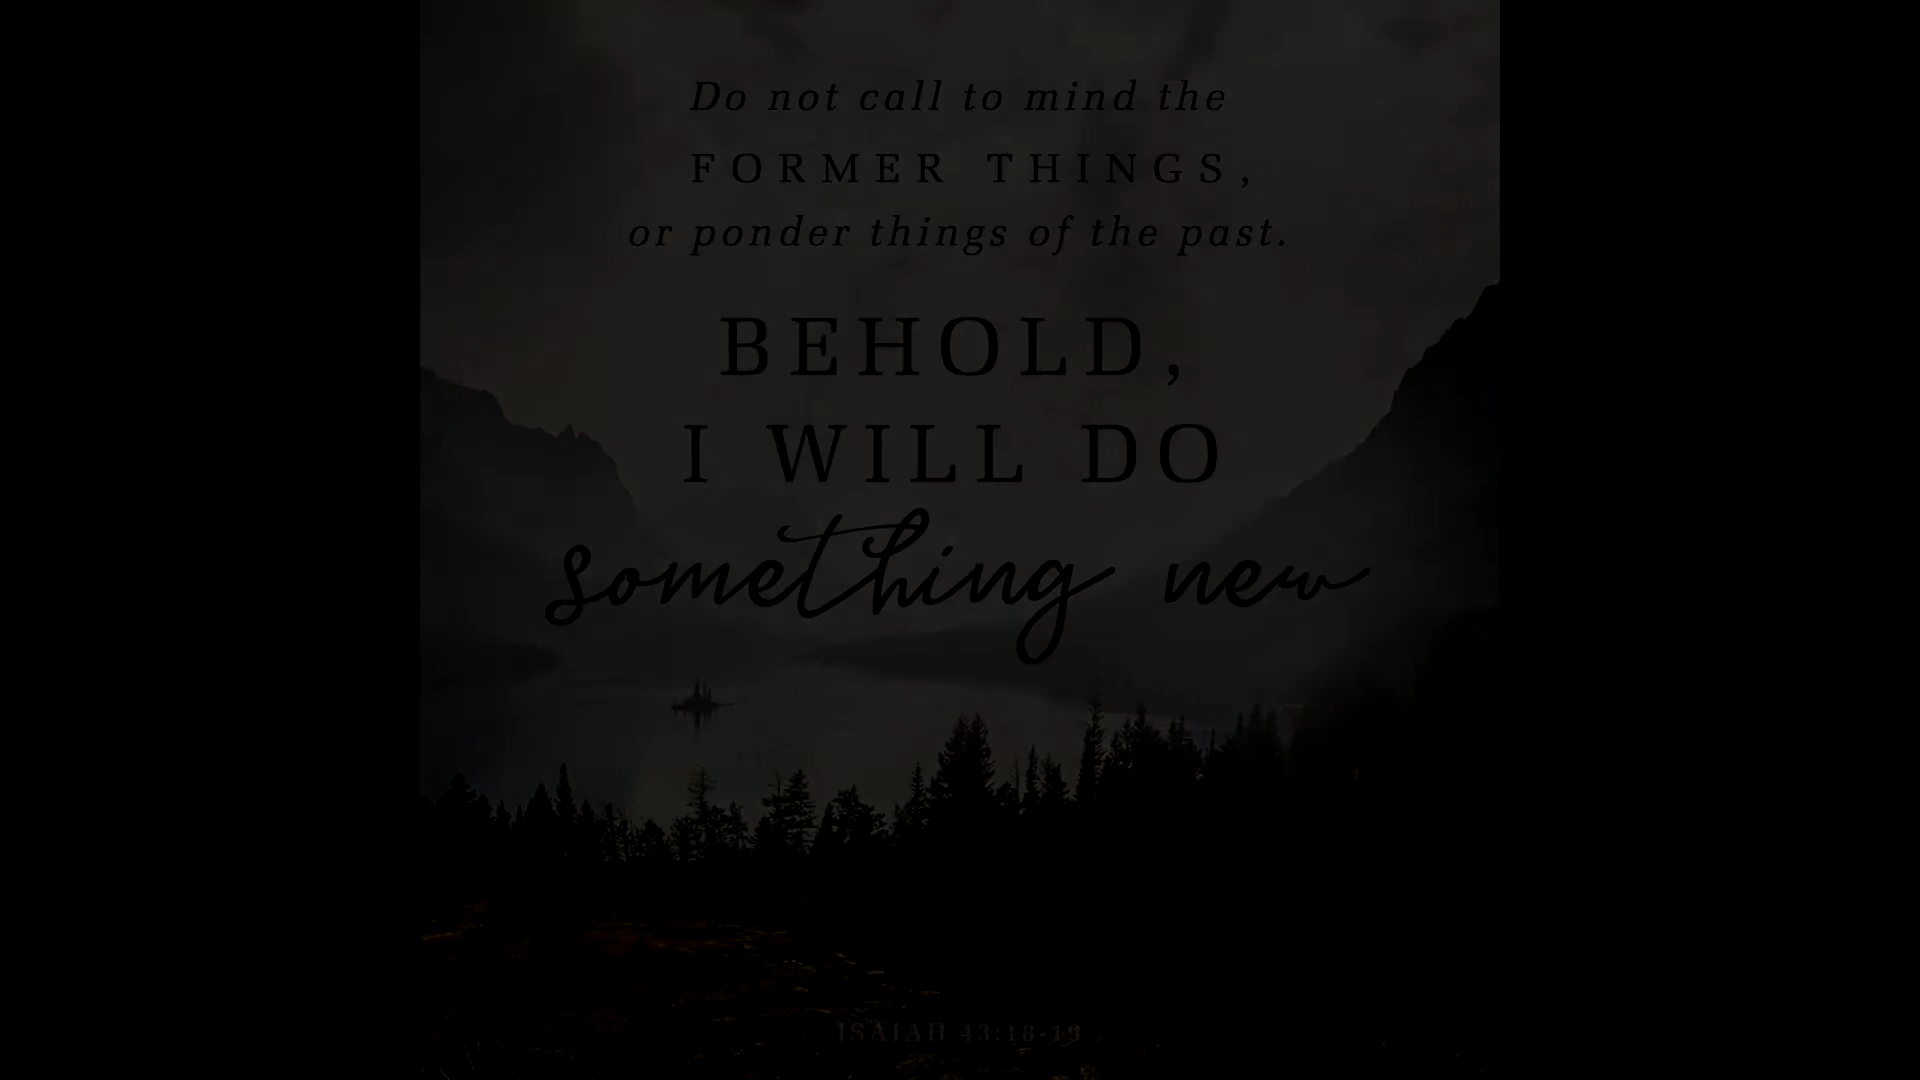 Do not call to mind the
FORMER THINGS,
or ponder things of the past.
BEHOLD,
I WILL DO
something new
ISAIAH 43:18-19